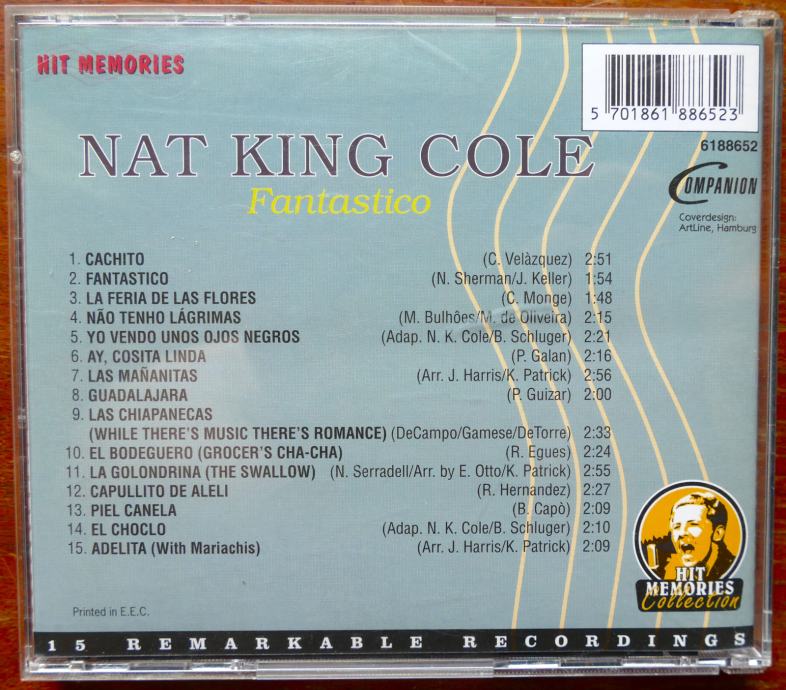 HIT MEMORIES
5 701861 886523
NAT KING COLE
6188652
Fantastico
COMPANION
Coverdesign:
ArtLine, Hamburg
1. CACHITO (C. Velàzquez) 2:51
2. FANTASTICO (N. Sherman/J. Keller) 1:54
3. LA FERIA DE LAS FLORES (C. Monge) 1:48
4. NÃO TENHO LÁGRIMAS (M. Bulhôes/M. de Oliveira) 2:15
5. YO VENDO UNOS OJOS NEGROS (Adap. N. K. Cole/B. Schluger) 2:21
6. AY, COSITA LINDA (P. Galan) 2:16
7. LAS MAÑANITAS (Arr. J. Harris/K. Patrick) 2:56
8. GUADALAJARA (P. Guizar) 2:00
9. LAS CHIAPANECAS
(WHILE THERE'S MUSIC THERE'S ROMANCE) (DeCampo/Gamese/DeTorre) 2:33
10. EL BODEGUERO (GROCER'S CHA-CHA) (R. Egues) 2:24
11. LA GOLONDRINA (THE SWALLOW) (N. Serradell/Arr. by E. Otto/K. Patrick) 2:55
12. CAPULLITO DE ALELI (R. Hernandez) 2:27
13. PIEL CANELA (B. Capò) 2:09
14. EL CHOCLO (Adap. N. K. Cole/B. Schluger) 2:10
15. ADELITA (With Mariachis) (Arr. J. Harris/K. Patrick) 2:09
HIT
MEMORIES
Collection
Printed in E.E.C.
15 REMARKABLE RECORDINGS